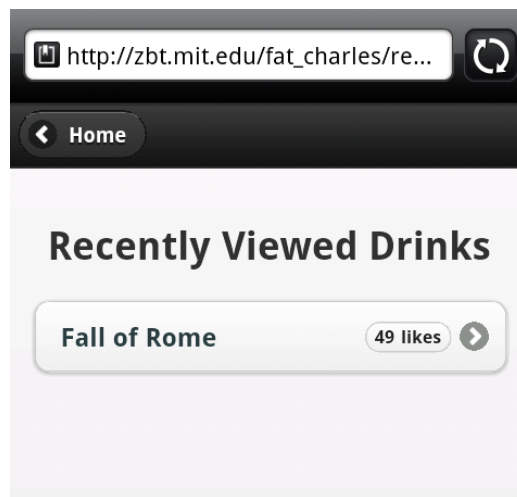 http://zbt.mit.edu/fat_charles/re...
Home
Recently Viewed Drinks
Fall of Rome 49 likes